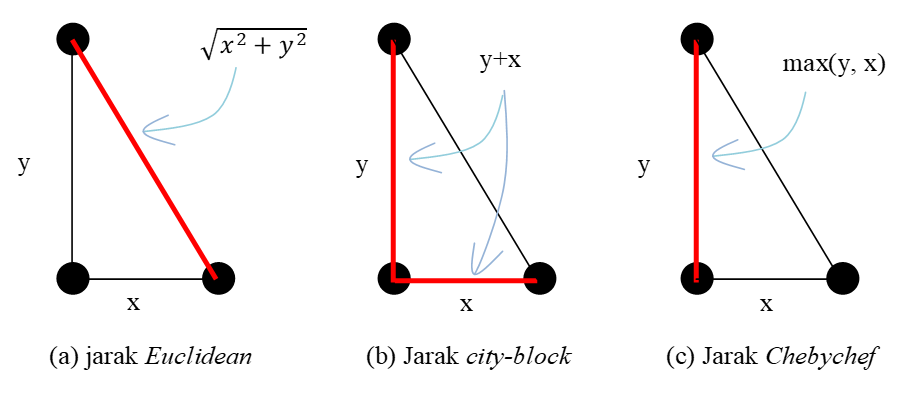 √x² + y²
y
x
(a) jarak Euclidean
y+x
y
x
(b) Jarak city-block
max(y, x)
y
x
(c) Jarak Chebychef